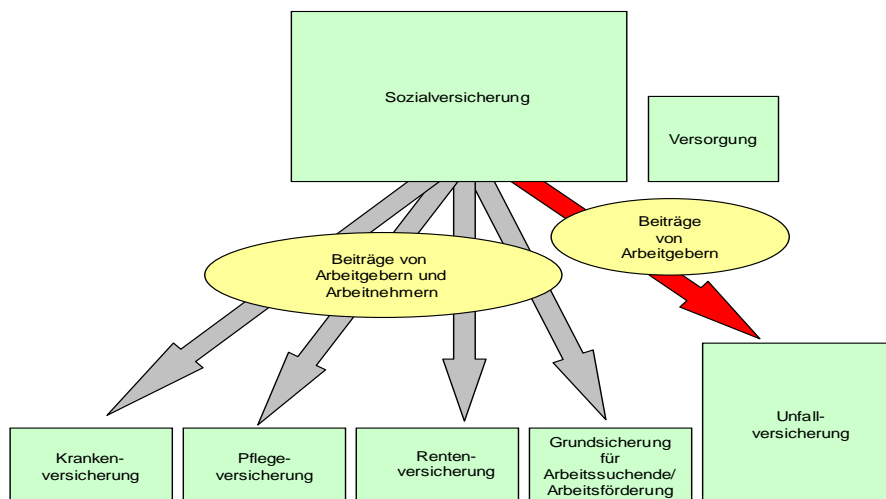 Sozialversicherung
Versorgung
Beiträge
von
Arbeitgebern
Beiträge von
Arbeitgebern und
Arbeitnehmern
Kranken-
versicherung
Pflege-
versicherung
Renten-
versicherung
Grundsicherung
für
Arbeitssuchende/
Arbeitsförderung
Unfall-
versicherung